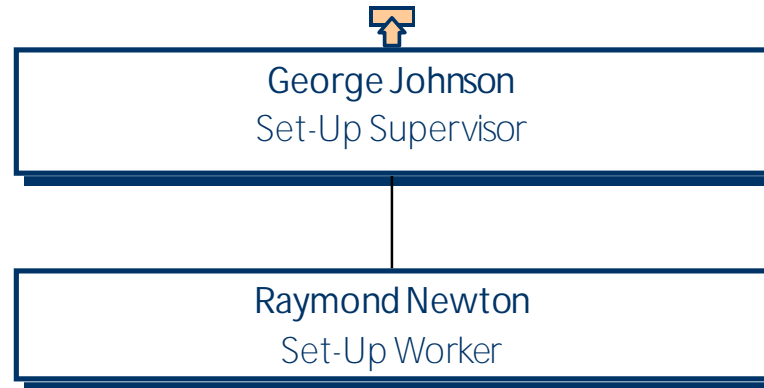 George Johnson
Set-Up Supervisor
Raymond Newton
Set-Up Worker